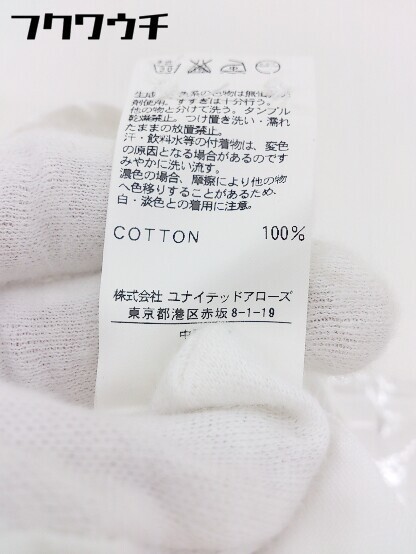 フクワウチ
生成 系の 物は無
剤使用。すすぎは十分行う。
他の物と分けて洗う。タンブル
乾燥禁止。つけ置き洗い・濡れ
たままの放置禁止。
汗・飲料水等の付着物は、変色
の原因となる場合があるのです
みやかに洗い流す。
濃色の場合、摩擦により他の物
へ色移りすることがあるため、
白・淡色との着用に注意。
COTTON 100%
株式会社 ユナイテッドアローズ
東京都港区赤坂8-1-19
中